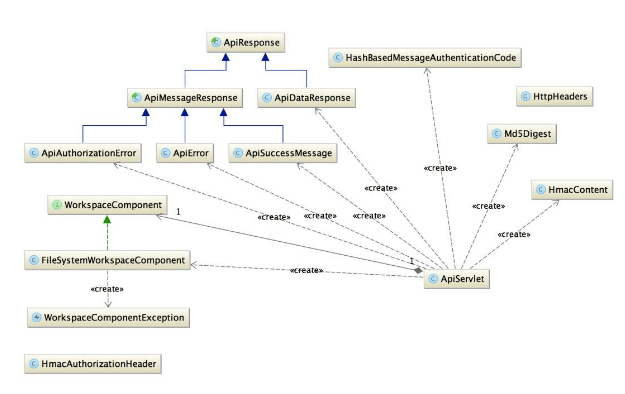 ApiResponse
HashBasedMessageAuthenticationCode
ApiMessageResponse
ApiDataResponse
HttpHeaders
Md5Digest
ApiAuthorizationError
ApiError
ApiSuccessMessage
«create»
HmacContent
WorkspaceComponent
1
«create»
«create»
«create»
«create»
«create»
«create»
FileSystemWorkspaceComponent
«create»
1
ApiServlet
«create»
WorkspaceComponentException
HmacAuthorizationHeader